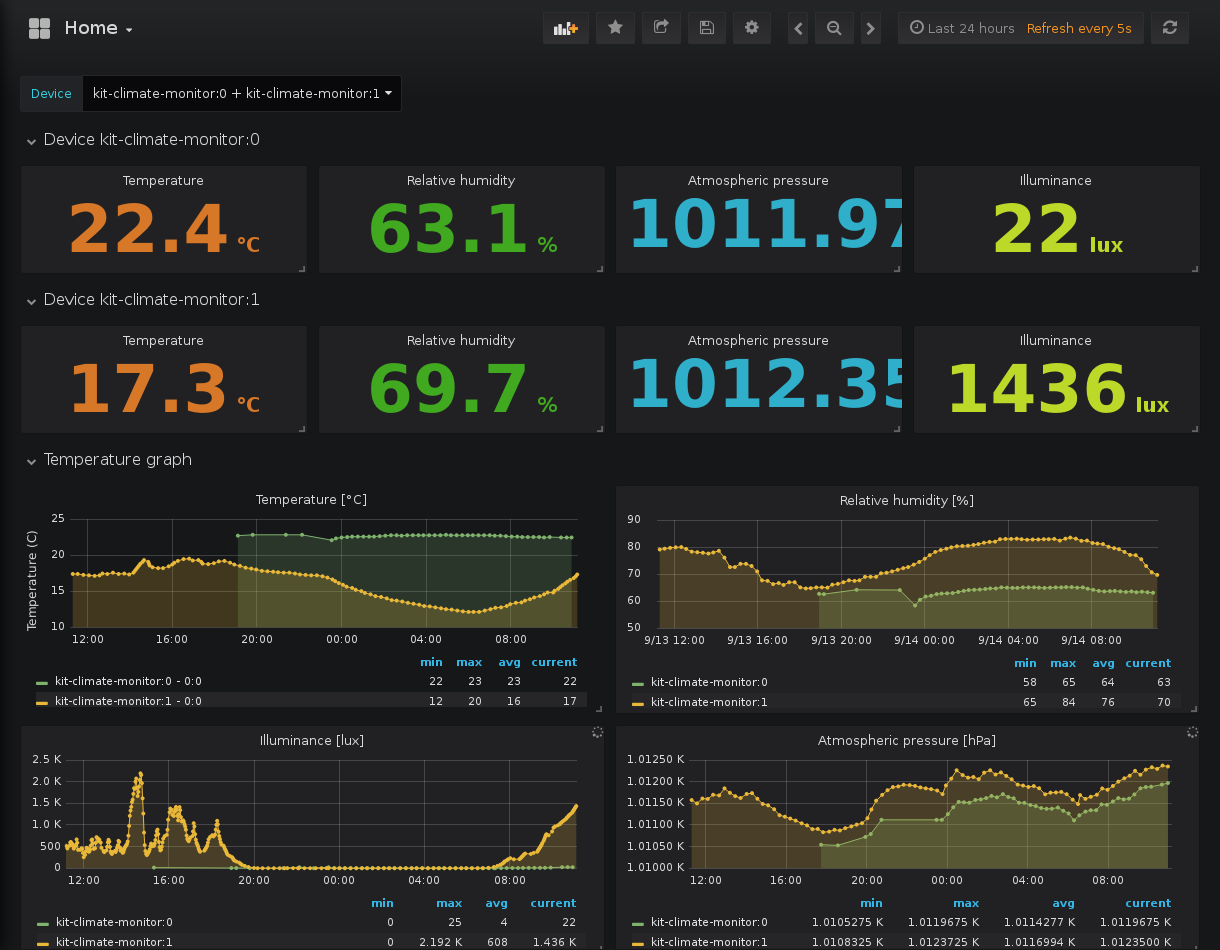 Home
Last 24 hours Refresh every 5s
Device kit-climate-monitor:0 + kit-climate-monitor:1
Device kit-climate-monitor:0
Temperature Relative humidity Atmospheric pressure Illuminance
22.4 °C 63.1 % 1011.97 22 lux
Device kit-climate-monitor:1
Temperature Relative humidity Atmospheric pressure Illuminance
17.3 °C 69.7 % 1012.35 1436 lux
Temperature graph
Temperature [°C]
Temperature (C)
25
20
15
10
12:00 16:00 20:00 00:00 04:00 08:00
min max avg current
kit-climate-monitor:0 - 0:0 22 23 23 22
kit-climate-monitor:1 - 0:0 12 20 16 17
Relative humidity [%]
90
80
70
60
50
9/13 12:00 9/13 16:00 9/13 20:00 9/14 00:00 9/14 04:00 9/14 08:00
min max avg current
kit-climate-monitor:0 58 65 64 63
kit-climate-monitor:1 65 84 76 70
Illuminance [lux]
2.5 K
2.0 K
1.5 K
1.0 K
500
0
12:00 16:00 20:00 00:00 04:00 08:00
min max avg current
kit-climate-monitor:0 0 25 4 22
kit-climate-monitor:1 0 2.192 K 608 1.436 K
Atmospheric pressure [hPa]
1.01250 K
1.01200 K
1.01150 K
1.01100 K
1.01050 K
1.01000 K
12:00 16:00 20:00 00:00 04:00 08:00
min max avg current
kit-climate-monitor:0 1.0105275 K 1.0119675 K 1.0114277 K 1.0119675 K
kit-climate-monitor:1 1.0108325 K 1.0123725 K 1.0116994 K 1.0123500 K